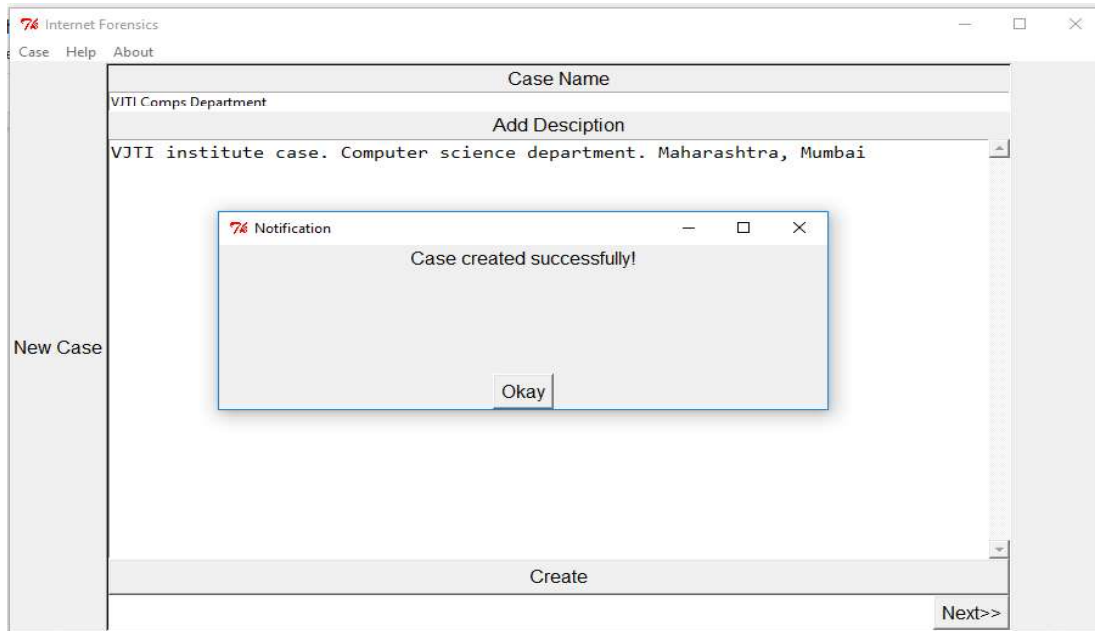 Internet Forensics
Case Help About
Case Name
VJTI Comps Department
Add Desciption
VJTI institute case. Computer science department. Maharashtra, Mumbai
Notification
Case created successfully!
Okay
New Case
Create
Next>>